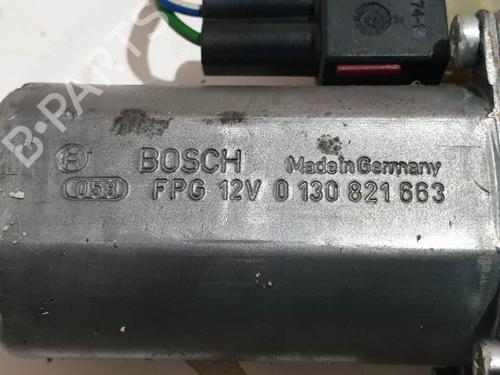 B-PARTS
BOSCH Made in Germany
058 FPG 12V 0 130 821 663